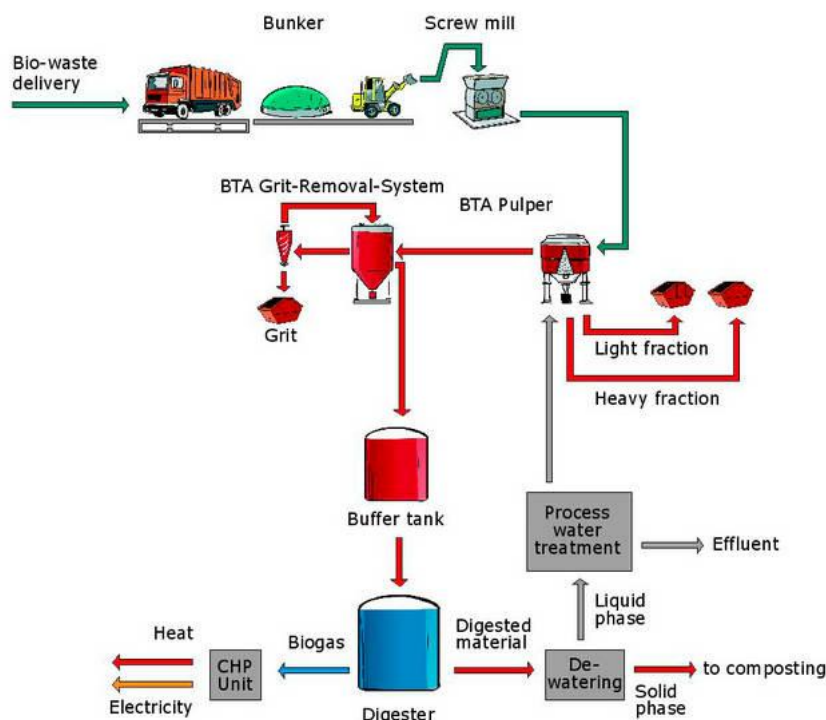 Bunker
Screw mill
Bio-waste
delivery
BTA Grit-Removal-System
BTA Pulper
Grit
Light fraction
Heavy fraction
Buffer tank
Process
water
treatment
Effluent
Liquid
phase
Heat
CHP
Unit
Biogas
Digested
material
De-
watering
to composting
Solid
phase
Electricity
Digester